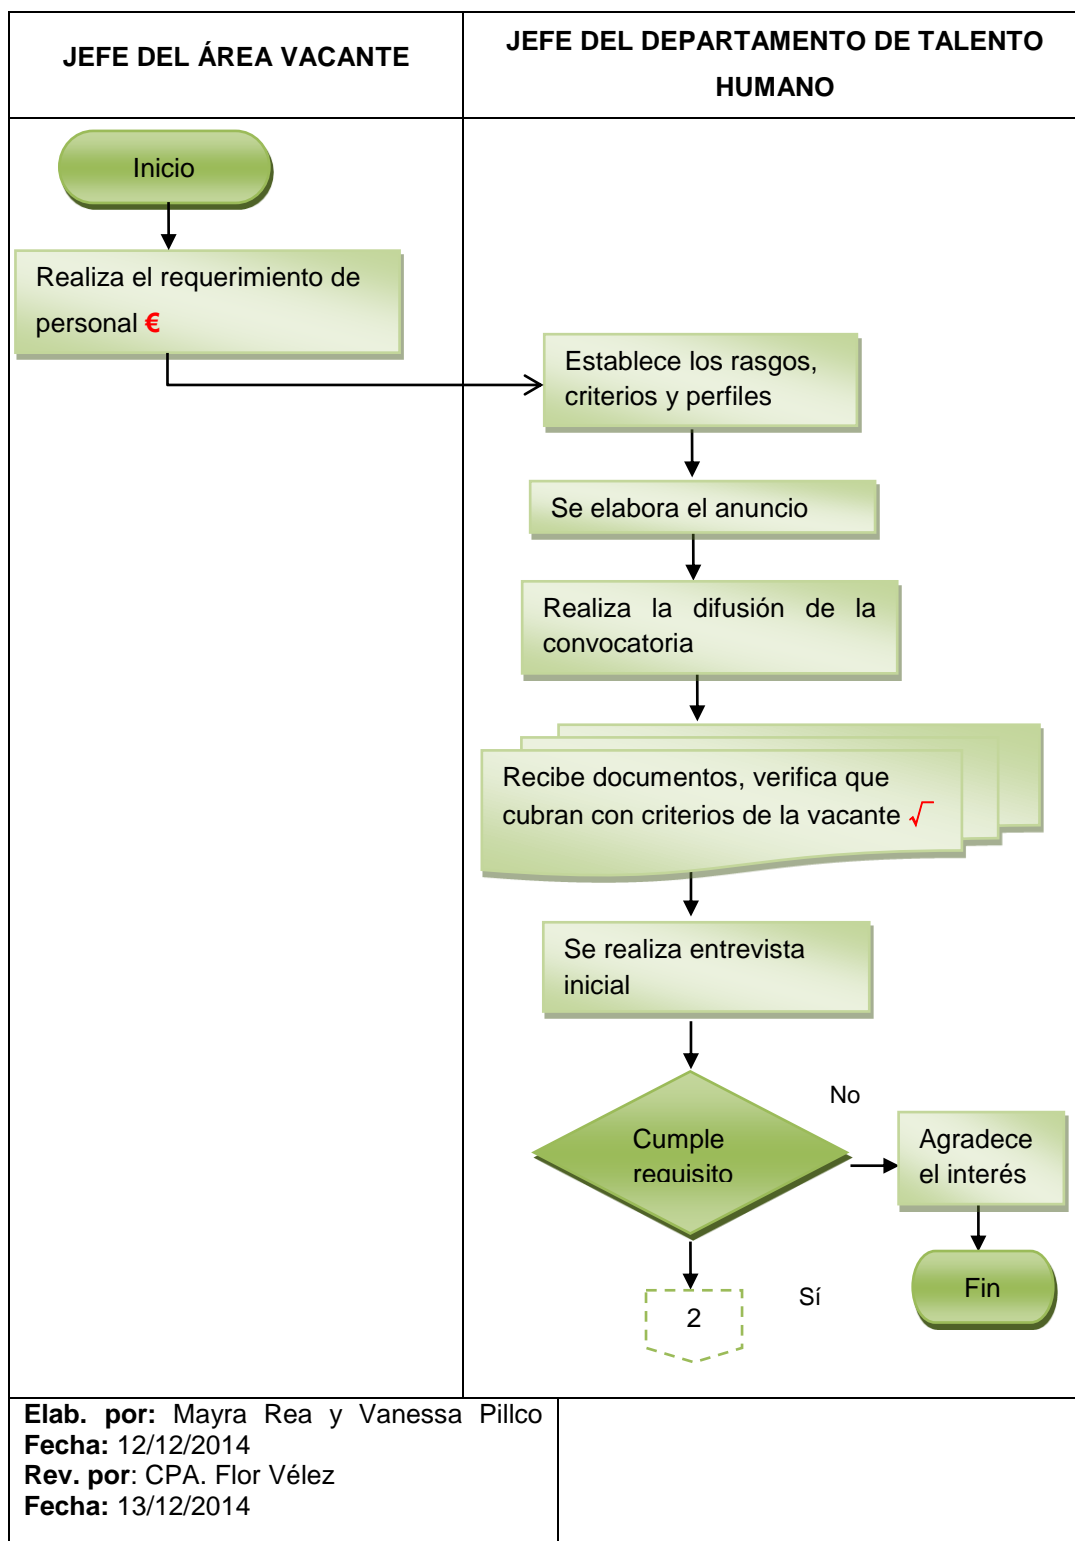 JEFE DEL ÁREA VACANTE
JEFE DEL DEPARTAMENTO DE TALENTO
HUMANO
Inicio
Realiza el requerimiento de
personal €
Establece los rasgos,
criterios y perfiles
Se elabora el anuncio
Realiza la difusión de la
convocatoria
Recibe documentos, verifica que
cubran con criterios de la vacante √
Se realiza entrevista
inicial
Cumple
requisito
No
Agradece
el interés
Sí
Fin
2
Elab. por: Mayra Rea y Vanessa Pillco
Fecha: 12/12/2014
Rev. por: CPA. Flor Vélez
Fecha: 13/12/2014